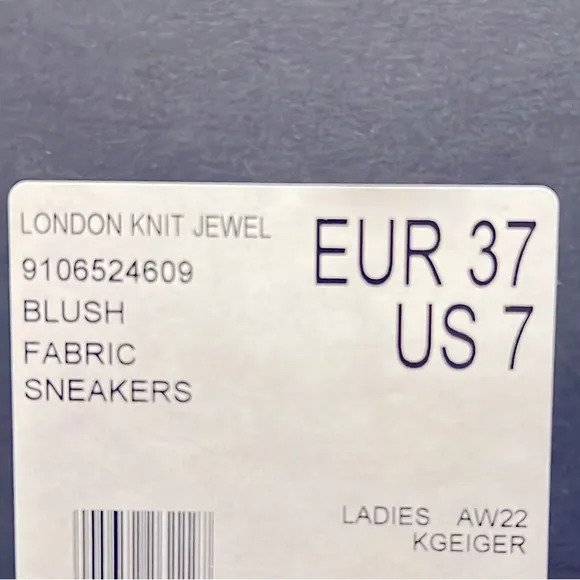 LONDON KNIT JEWEL
9106524609
BLUSH
FABRIC
SNEAKERS
EUR 37
US 7
LADIES AW22
KGEIGER